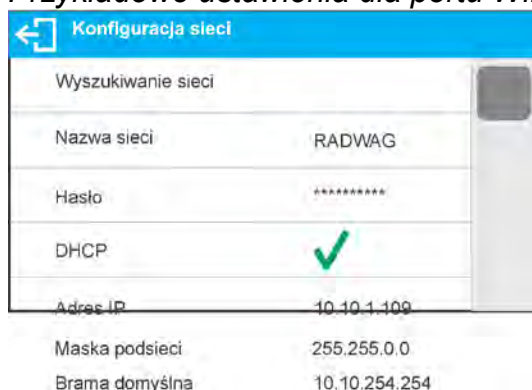 Przykładowe ustawienia dla portu
Konfiguracja sieci
Wyszukiwanie sieci
Nazwa sieci RADWAG
Hasło **********
DHCP
Adres IP 10.10.1.109
Maska podsieci 255.255.0.0
Brama domyślna 10.10.254.254